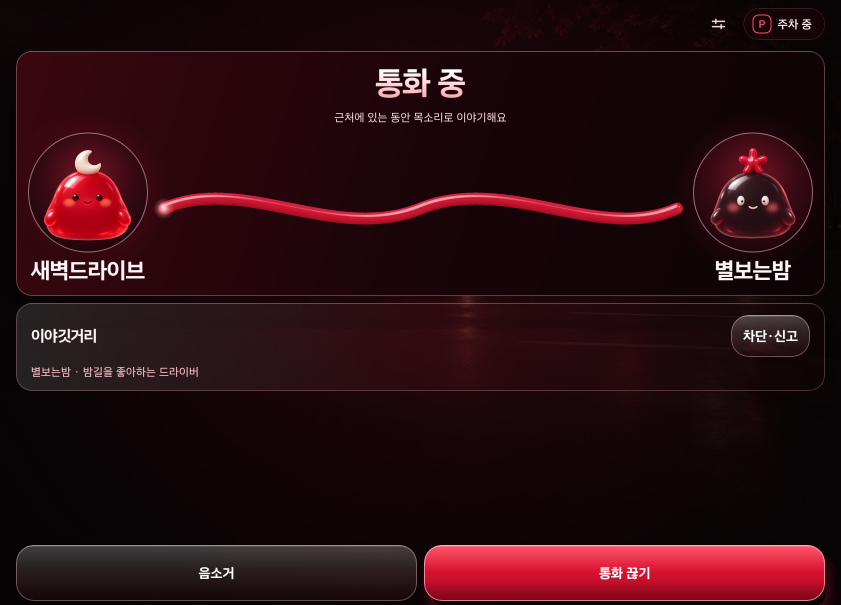 P 주차 중
통화 중
근처에 있는 동안 목소리로 이야기해요
새벽드라이브
별보는밤
이야깃거리
차단·신고
별보는밤 · 밤길을 좋아하는 드라이버
음소거
통화 끊기